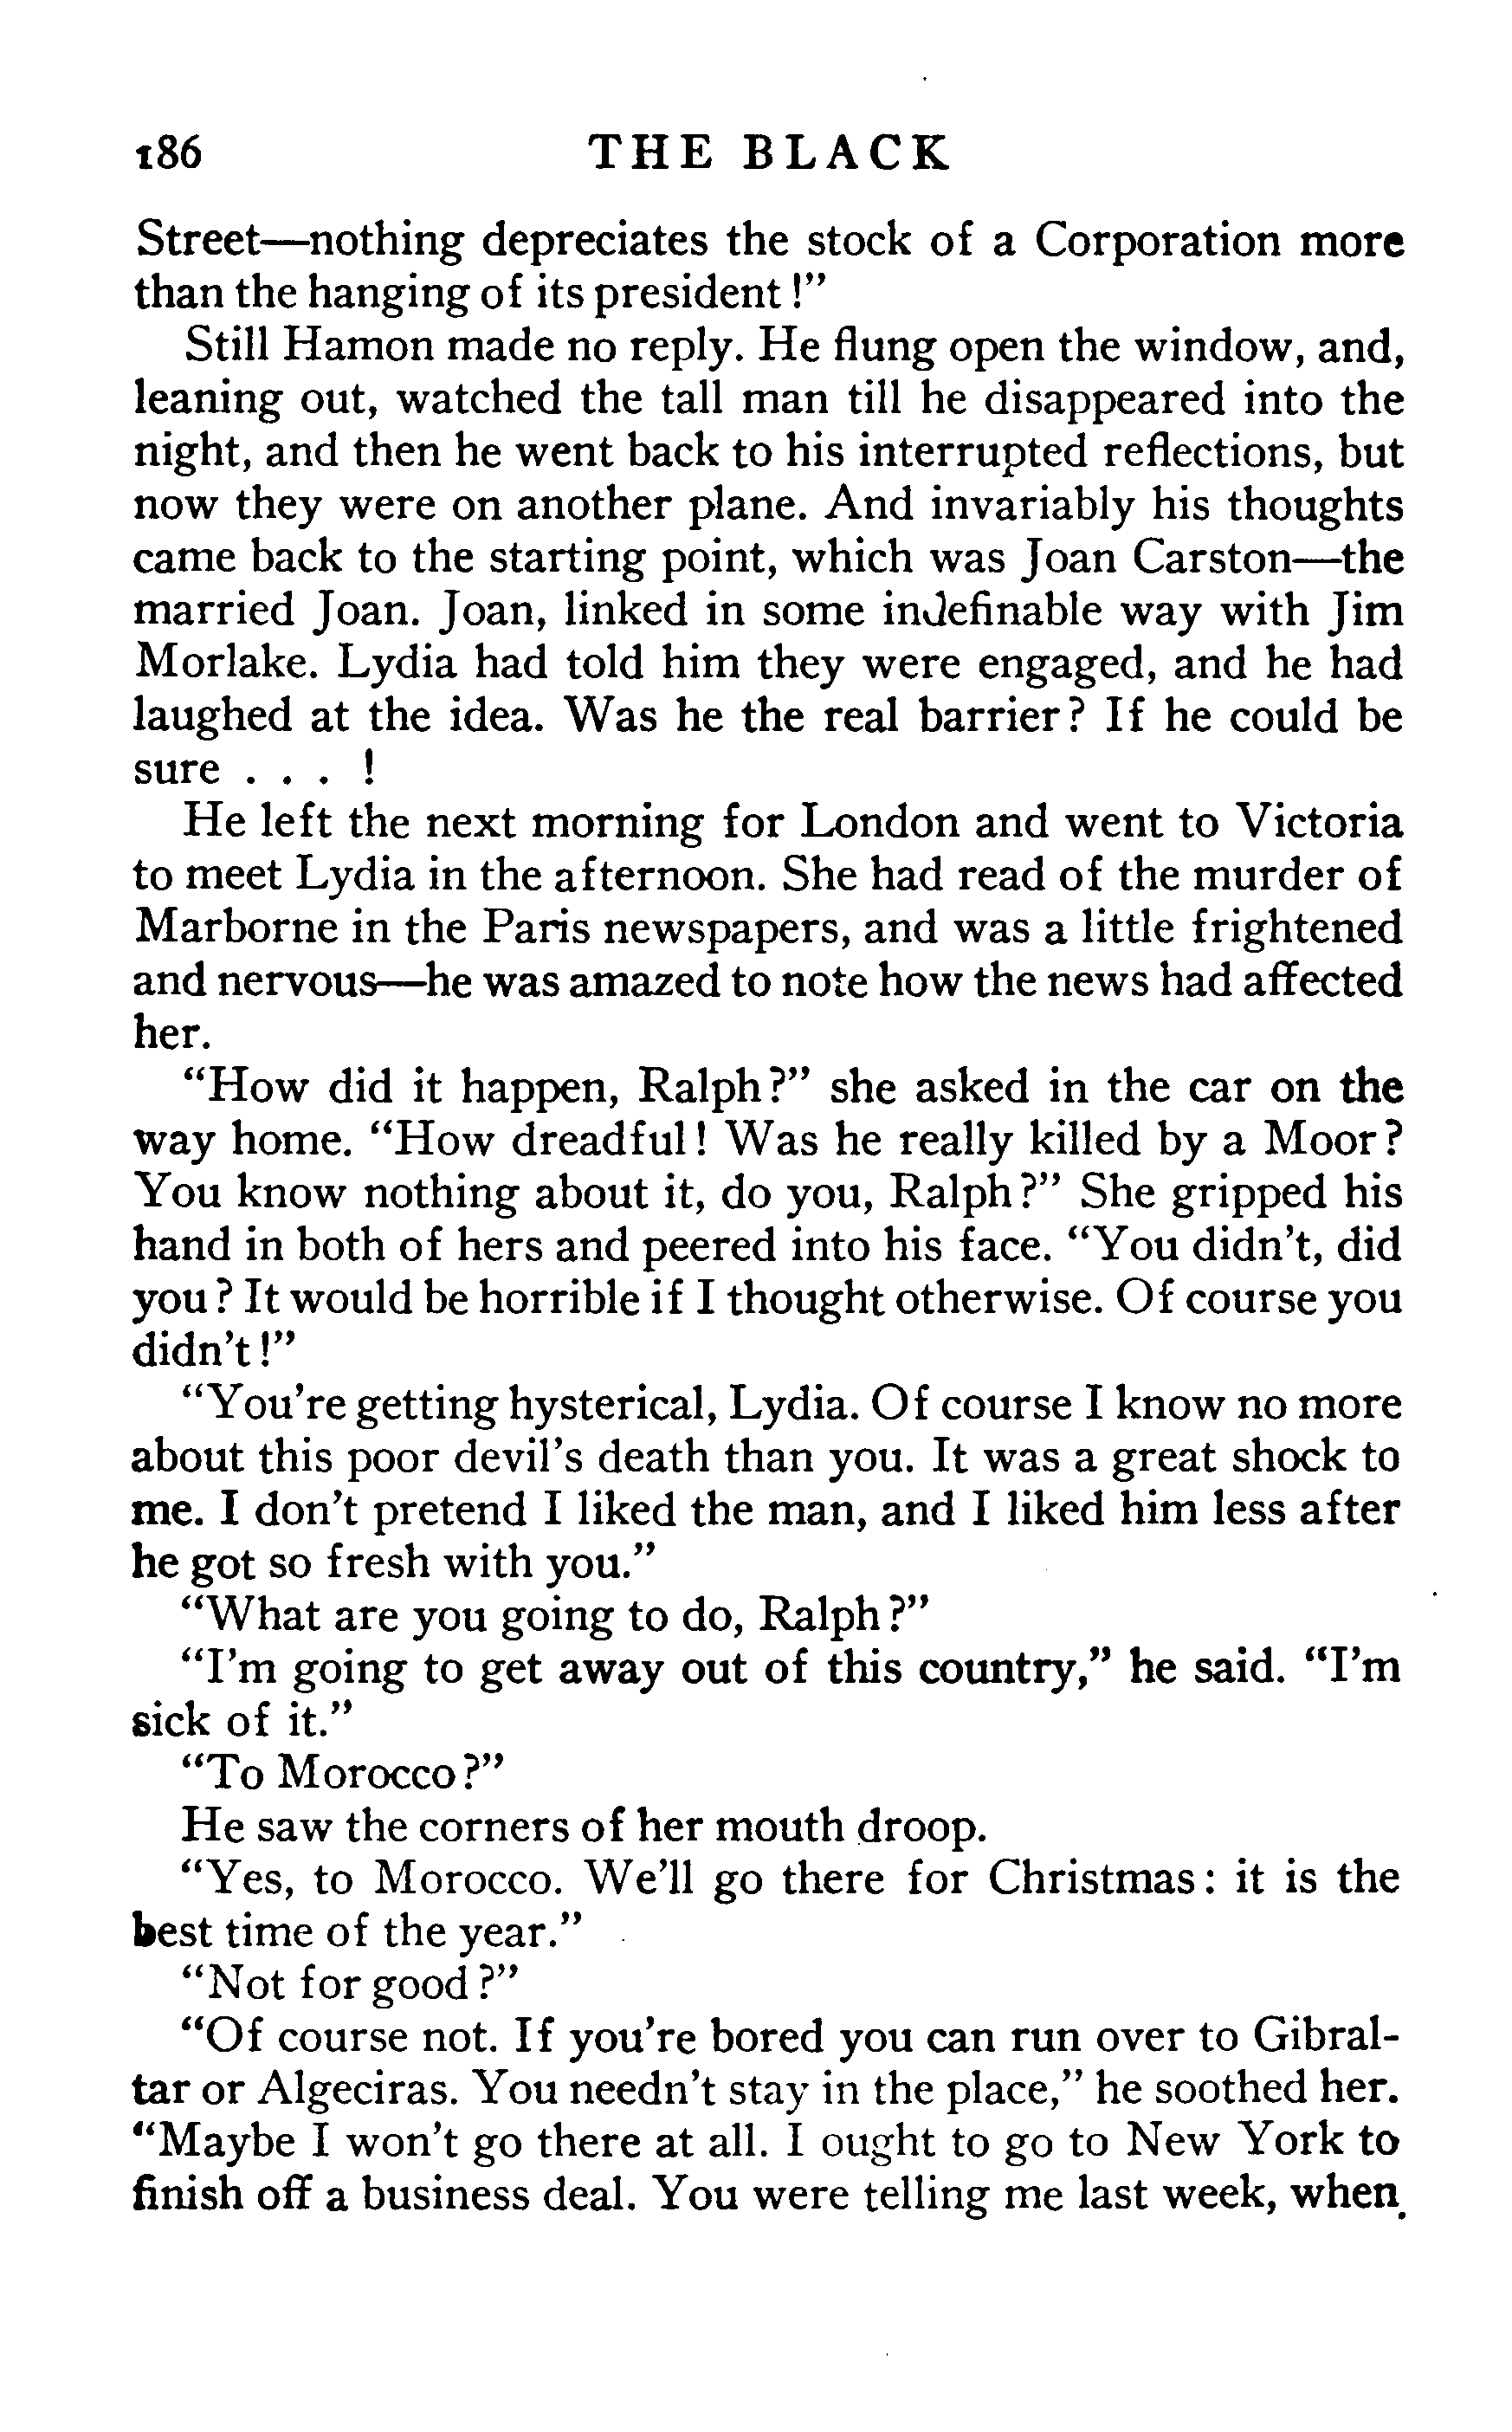 186 THE BLACK
Street—nothing depreciates the stock of a Corporation more
than the hanging of its president!"
Still Hamon made no reply. He flung open the window, and,
leaning out, watched the tall man till he disappeared into the
night, and then he went back to his interrupted reflections, but
now they were on another plane. And invariably his thoughts
came back to the starting point, which was Joan Carston—the
married Joan. Joan, linked in some indefinable way with Jim
Morlake. Lydia had told him they were engaged, and he had
laughed at the idea. Was he the real barrier? If he could be
sure . . . !
He left the next morning for London and went to Victoria
to meet Lydia in the afternoon. She had read of the murder of
Marborne in the Paris newspapers, and was a little frightened
and nervous—he was amazed to note how the news had affected
her.
"How did it happen, Ralph?" she asked in the car on the
way home. "How dreadful! Was he really killed by a Moor?
You know nothing about it, do you, Ralph?" She gripped his
hand in both of hers and peered into his face. "You didn't, did
you? It would be horrible if I thought otherwise. Of course you
didn't!"
"You're getting hysterical, Lydia. Of course I know no more
about this poor devil's death than you. It was a great shock to
me. I don't pretend I liked the man, and I liked him less after
he got so fresh with you."
"What are you going to do, Ralph?"
"I'm going to get away out of this country," he said. "I'm
sick of it."
"To Morocco?"
He saw the corners of her mouth droop.
"Yes, to Morocco. We'll go there for Christmas: it is the
best time of the year."
"Not for good?"
"Of course not. If you're bored you can run over to Gibral-
tar or Algeciras. You needn't stay in the place," he soothed her.
"Maybe I won't go there at all. I ought to go to New York to
finish off a business deal. You were telling me last week, when